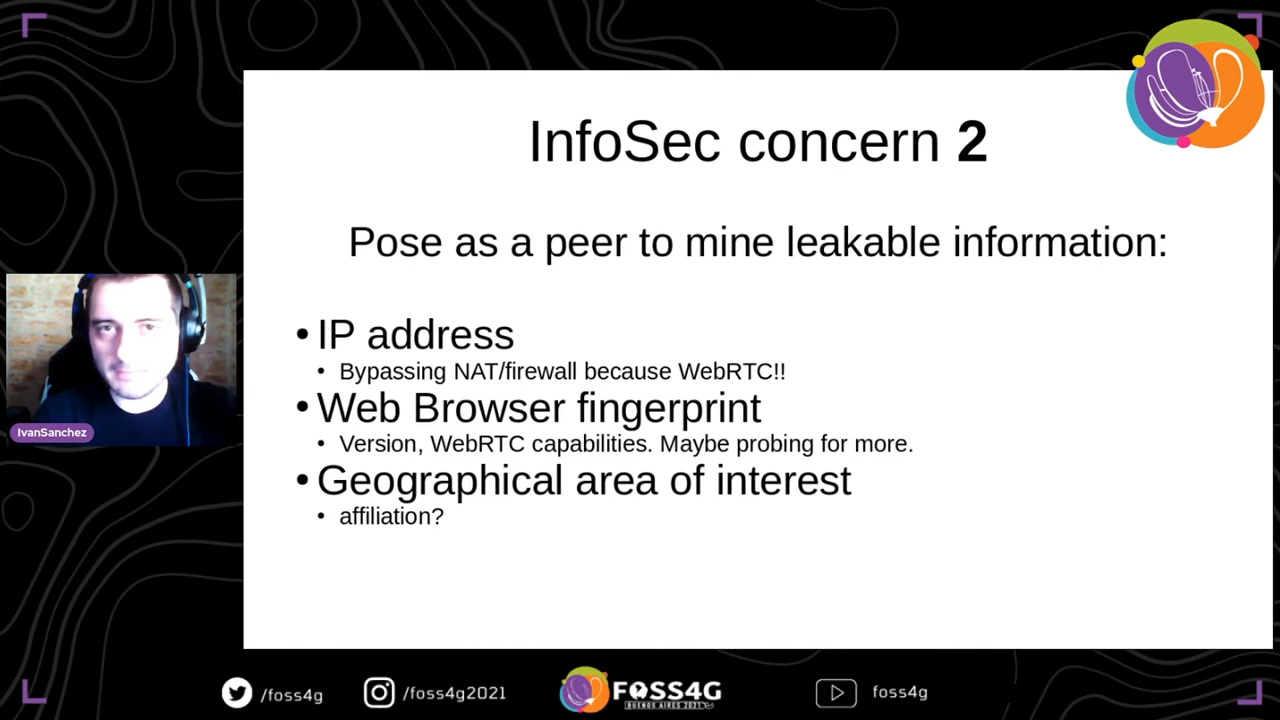 InfoSec concern 2
Pose as a peer to mine leakable information:
• IP address
• Bypassing NAT/firewall because WebRTC!!
• Web Browser fingerprint
• Version, WebRTC capabilities. Maybe probing for more.
• Geographical area of interest
• affiliation?
IvanSanchez
/foss4g
/foss4g2021
FOSS4G
BUENOS AIRES 2021
foss4g